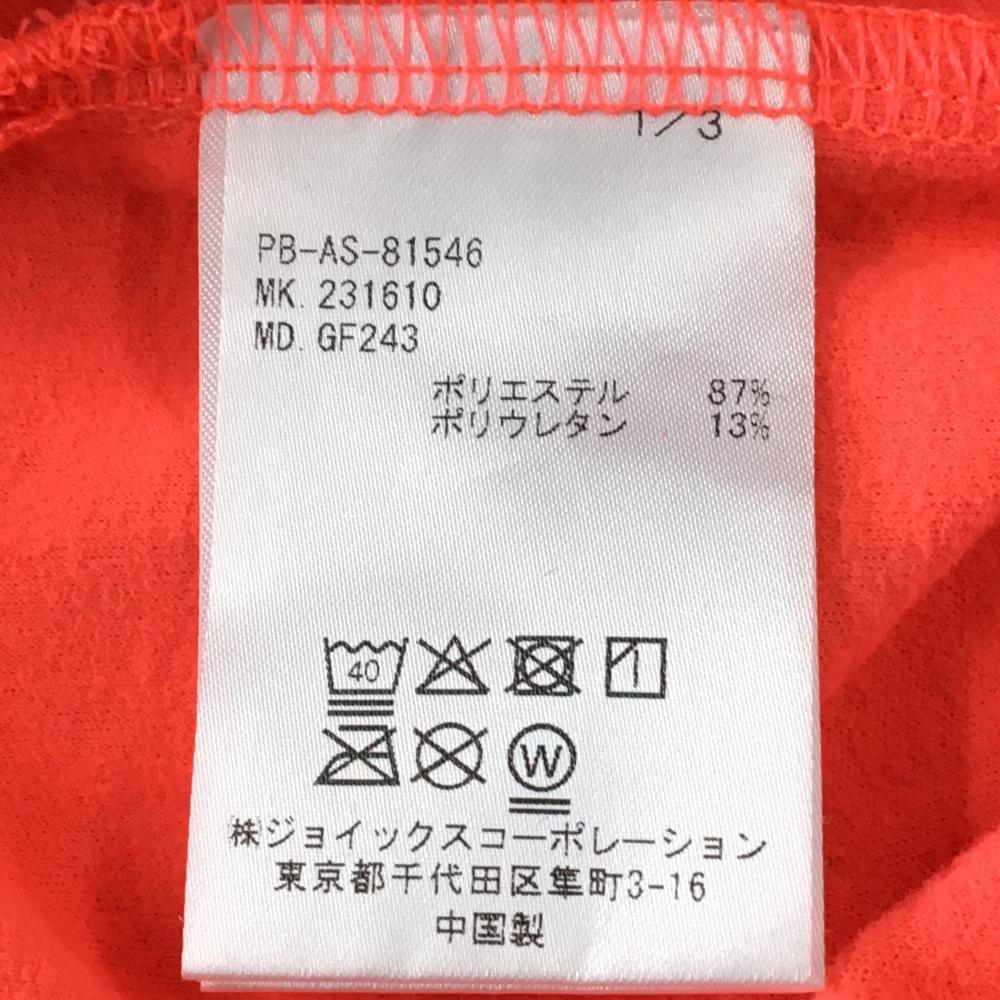 1/3
PB-AS-81546
MK. 231610
MD. GF243
ポリエステル 87%
ポリウレタン 13%
40
W
㈱ジョイックスコーポレーション
東京都千代田区隼町3-16
中国製